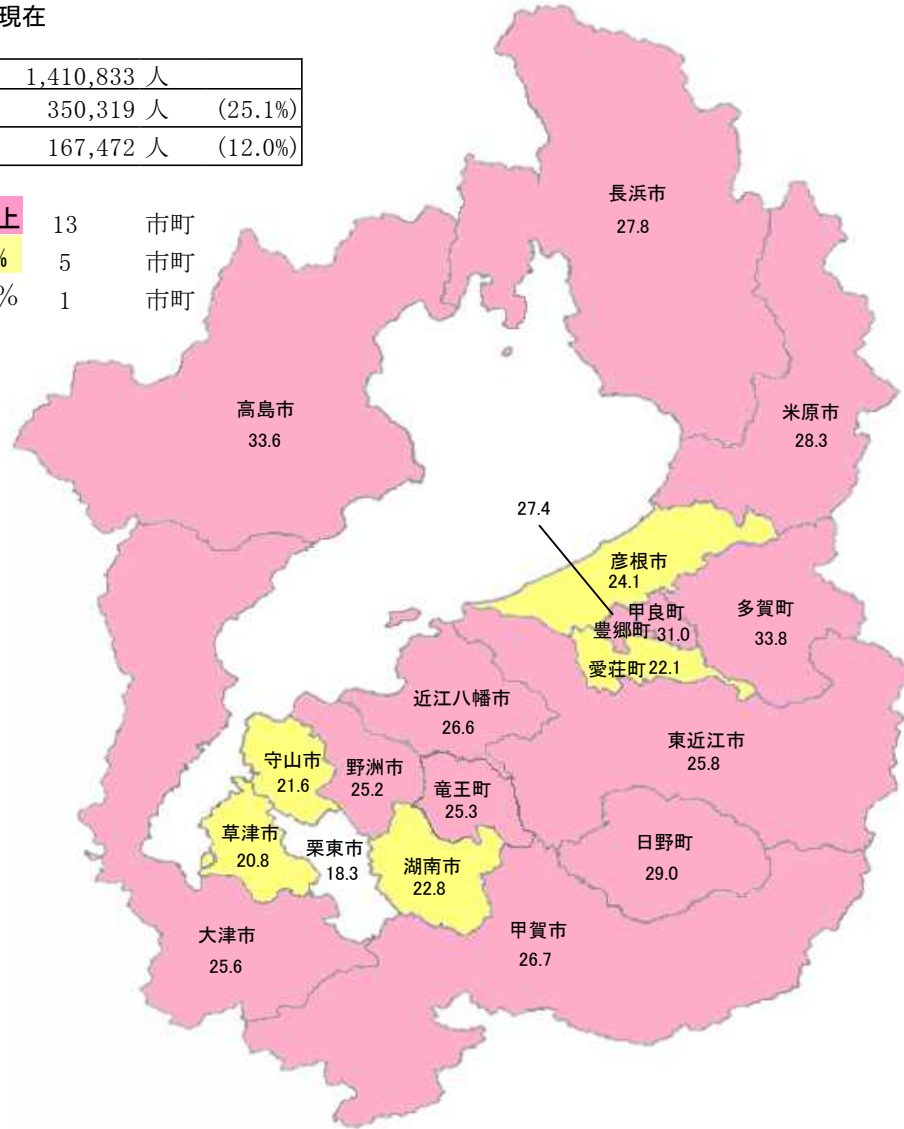 現在
1,410,833 人
350,319 人 (25.1%)
167,472 人 (12.0%)
上 13 市町
% 5 市町
% 1 市町
長浜市
27.8
高島市
33.6
米原市
28.3
27.4
彦根市
24.1
甲良町
31.0
豊郷町
多賀町
33.8
愛荘町 22.1
近江八幡市
26.6
東近江市
25.8
守山市
21.6
野洲市
25.2
竜王町
25.3
草津市
20.8
栗東市
18.3
湖南市
22.8
日野町
29.0
大津市
25.6
甲賀市
26.7